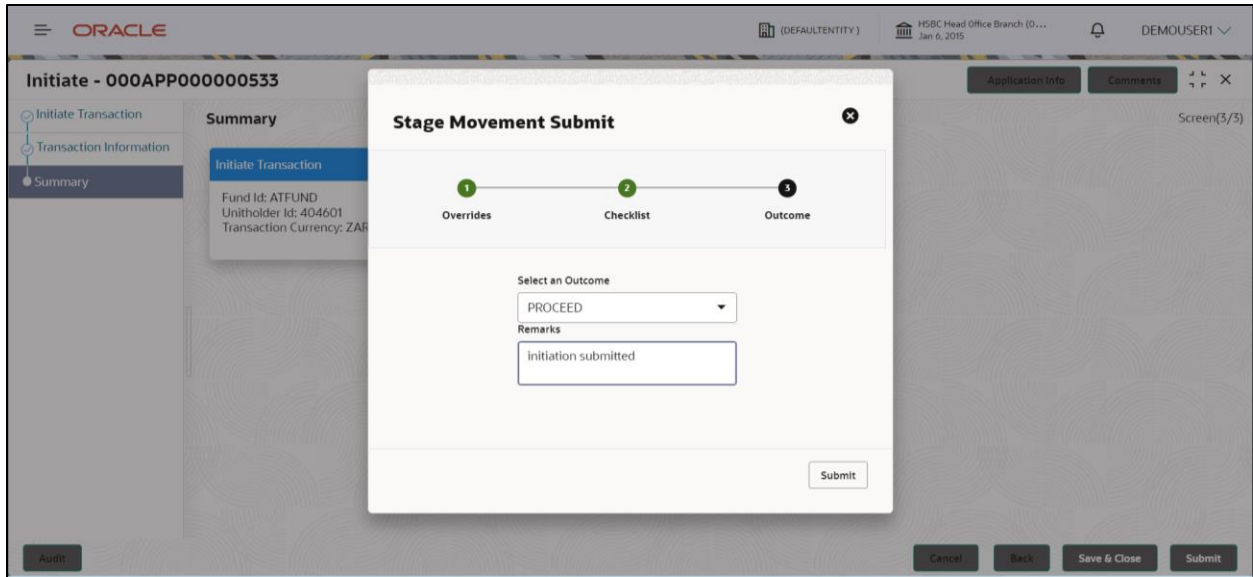 ORACLE
(DEFAULTENTITY)
HSBC Head Office Branch (0...
Jan 6, 2015
DEMOUSER1
Initiate - 000APP000000533
Application Info
Comments
Initiate Transaction
Transaction Information
Summary
Summary
Screen(3/3)
Initiate Transaction
Fund Id: ATFUND
Unitholder Id: 404601
Transaction Currency: ZAR
Stage Movement Submit
1
2
3
Overrides
Checklist
Outcome
Select an Outcome
PROCEED
Remarks
initiation submitted
Submit
Audit
Cancel
Back
Save & Close
Submit